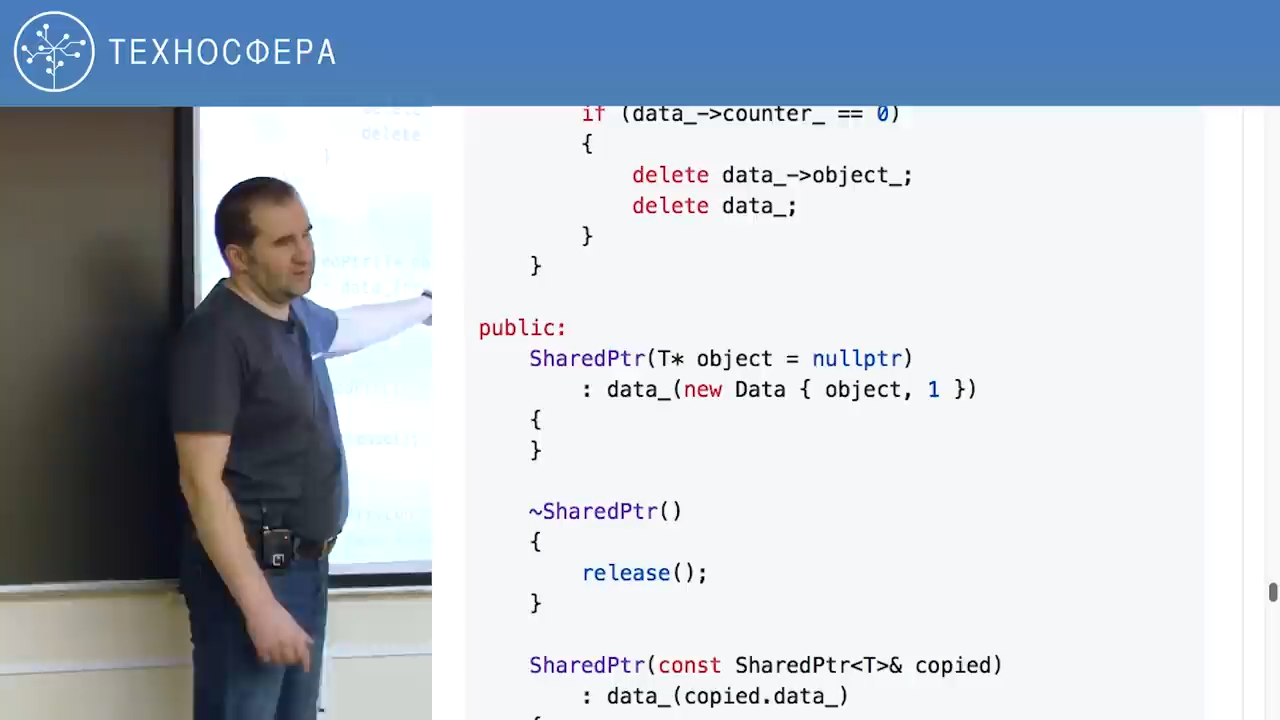 ТЕХНОСФЕРА
if (data_->counter_ == 0)
{
delete data_->object_;
delete data_;
}
}
public:
SharedPtr(T* object = nullptr)
: data_(new Data { object, 1 })
{
}
~SharedPtr()
{
release();
}
SharedPtr(const SharedPtr<T>& copied)
: data_(copied.data_)
{
delete
}